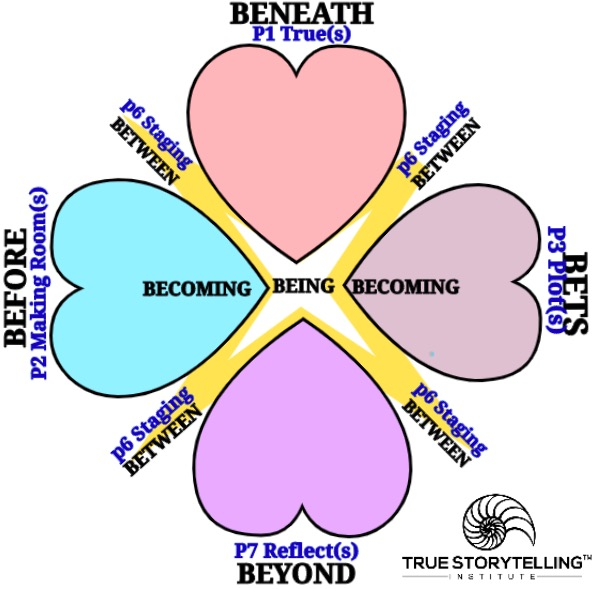 BENEATH
P1 True(s)
p6 Staging
BETWEEN
p6 Staging
BETWEEN
BEFORE
P2 Making Room(s)
BECOMING
BEING
BECOMING
P3 Plot(s)
BETS
p6 Staging
BETWEEN
p6 Staging
BETWEEN
P7 Reflect(s)
BEYOND
TRUE STORYTELLING™
INSTITUTE